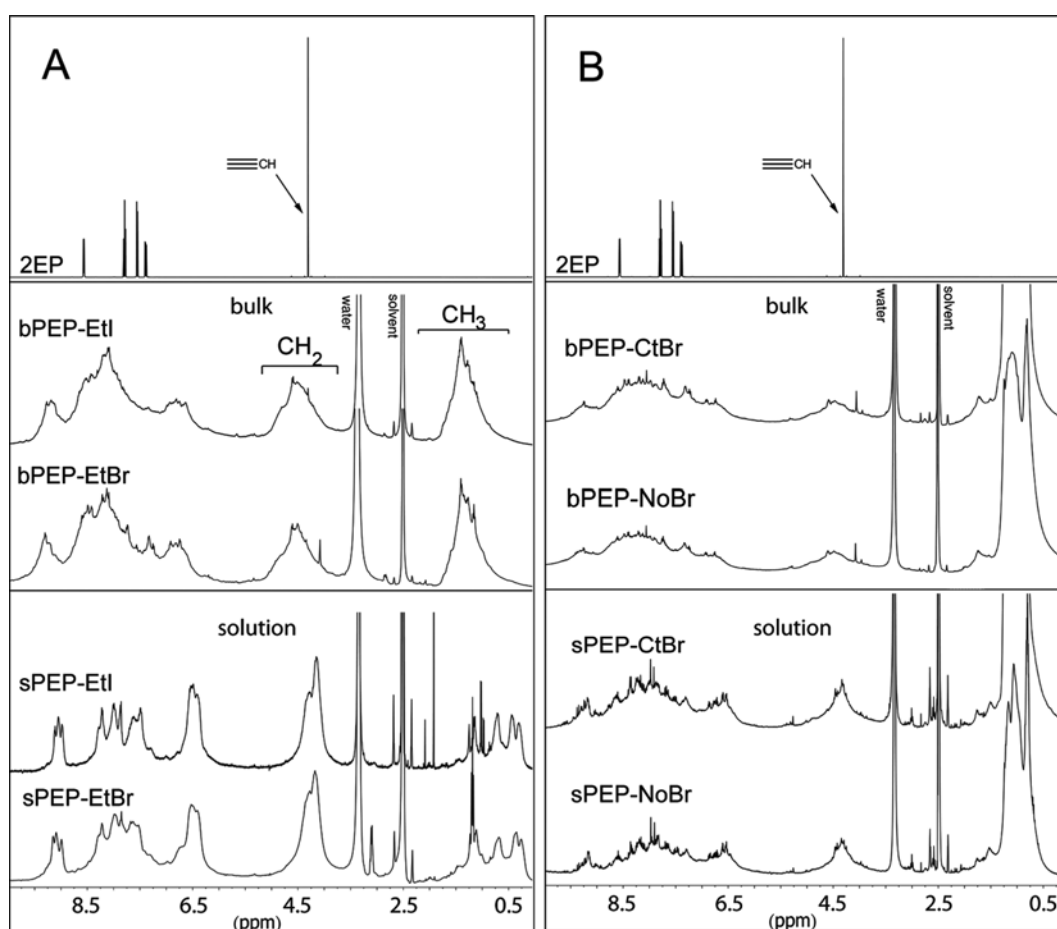 A
CH
2EP
bulk
water
solvent
bPEP-EtI
CH2
CH3
bPEP-EtBr
solution
sPEP-EtI
sPEP-EtBr
8.5 6.5 4.5 2.5 0.5
(ppm)
B
CH
2EP
bulk
water
solvent
bPEP-CtBr
bPEP-NoBr
solution
sPEP-CtBr
sPEP-NoBr
8.5 6.5 4.5 2.5 0.5
(ppm)